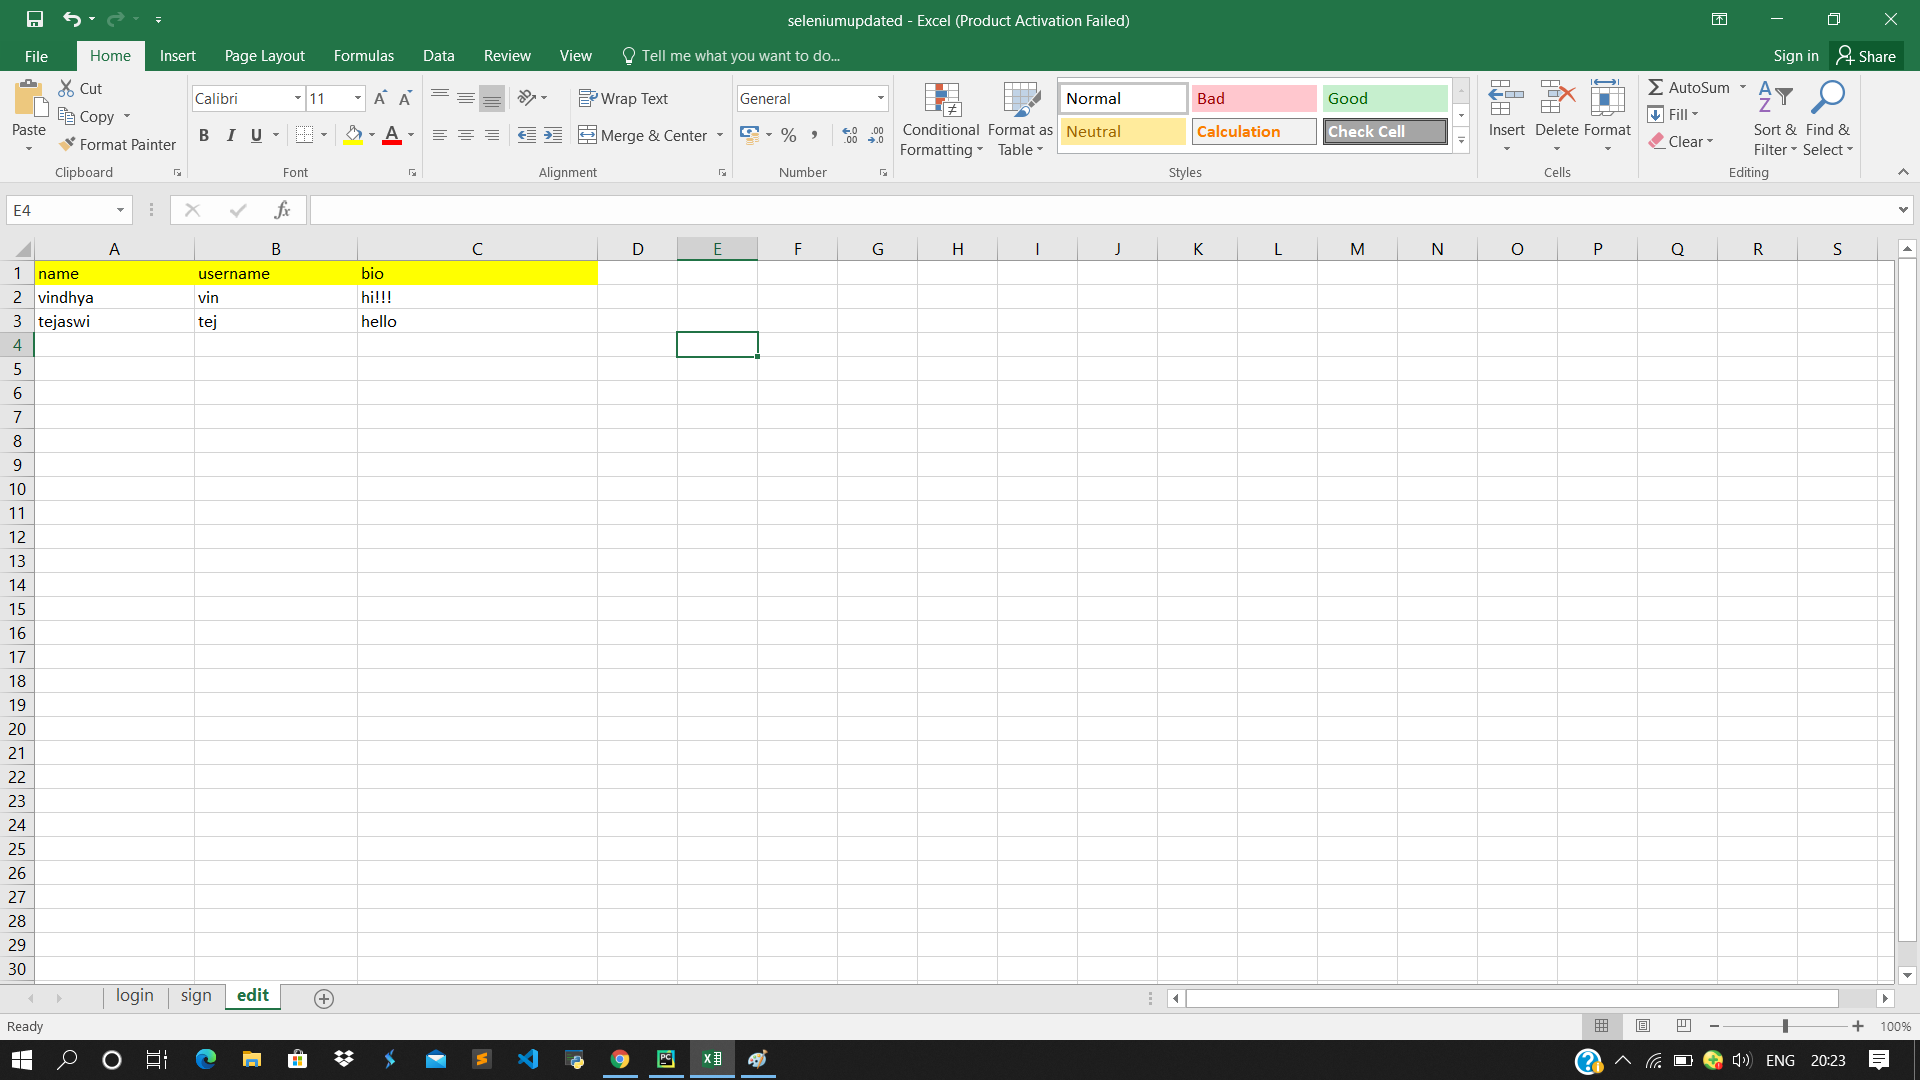 seleniumupdated - Excel (Product Activation Failed)
File Home Insert Page Layout Formulas Data Review View Tell me what you want to do... Sign in Share
Paste Cut Copy Format Painter Clipboard
Calibri 11 B I U A Font
Wrap Text Merge & Center Alignment
General % , Number
Conditional Formatting Format as Table
Normal Bad Good
Neutral Calculation Check Cell
Styles
Insert Delete Format Cells
AutoSum Fill Clear Sort & Filter Find & Select Editing
E4 fx
A B C D E F G H I J K L M N O P Q R S
1 name username bio
2 vindhya vin hi!!!
3 tejaswi tej hello
4
5
6
7
8
9
10
11
12
13
14
15
16
17
18
19
20
21
22
23
24
25
26
27
28
29
30
login sign edit
Ready 100%
ENG 20:23